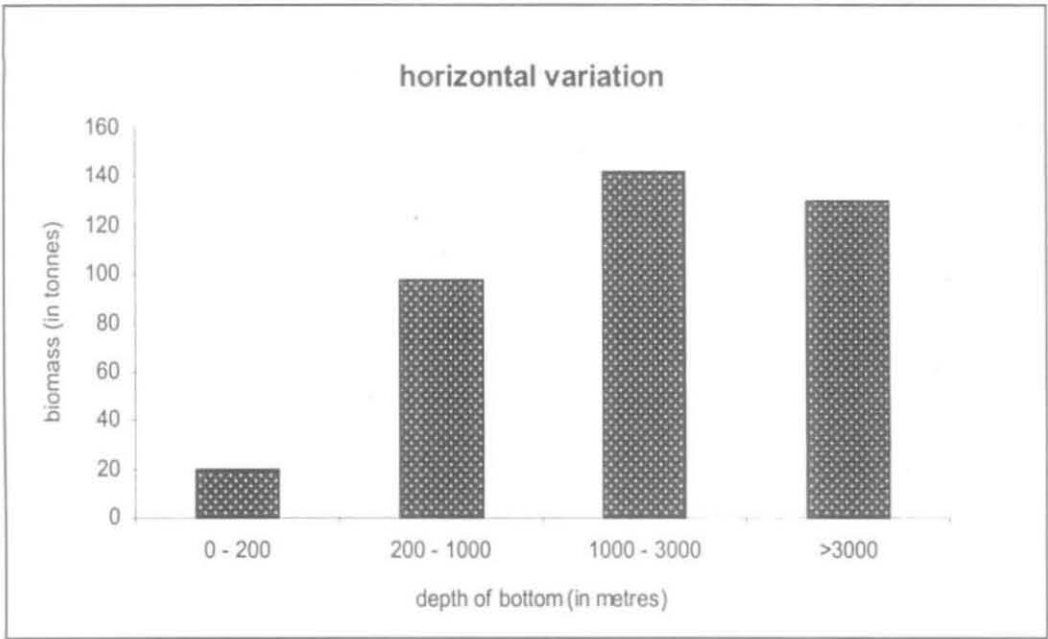 horizontal variation
160
140
120
100
80
60
40
20
0
biomass (in tonnes)
0 - 200
200 - 1000
1000 - 3000
>3000
depth of bottom (in metres)